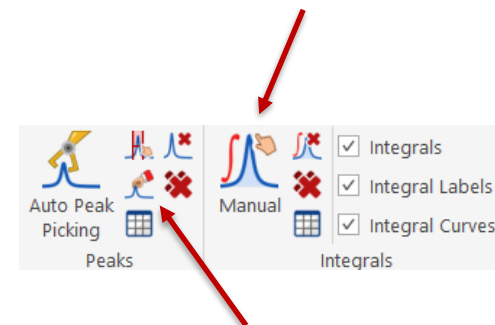 Auto Peak
Picking
Peaks
Manual
Integrals
Integral Labels
Integral Curves
Integrals